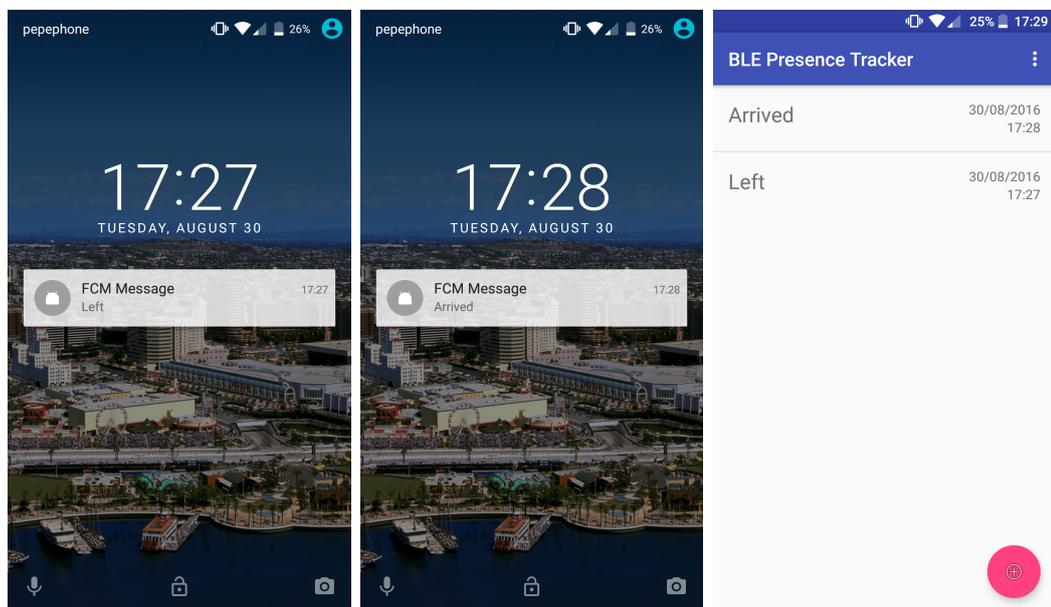 pepephone
26%
17:27
TUESDAY, AUGUST 30
FCM Message 17:27
Left
pepephone
26%
17:28
TUESDAY, AUGUST 30
FCM Message 17:28
Arrived
25% 17:29
BLE Presence Tracker
Arrived 30/08/2016
17:28
Left 30/08/2016
17:27